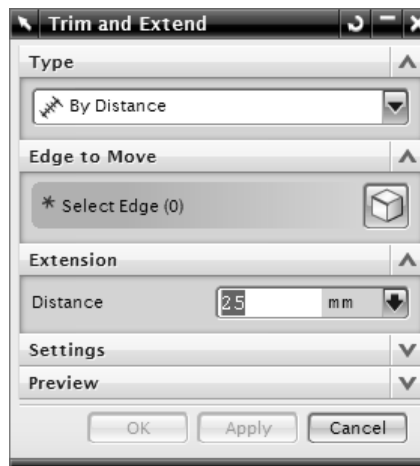 Trim and Extend
Type
By Distance
Edge to Move
* Select Edge (0)
Extension
Distance 2.5 mm
Settings
Preview
OK Apply Cancel